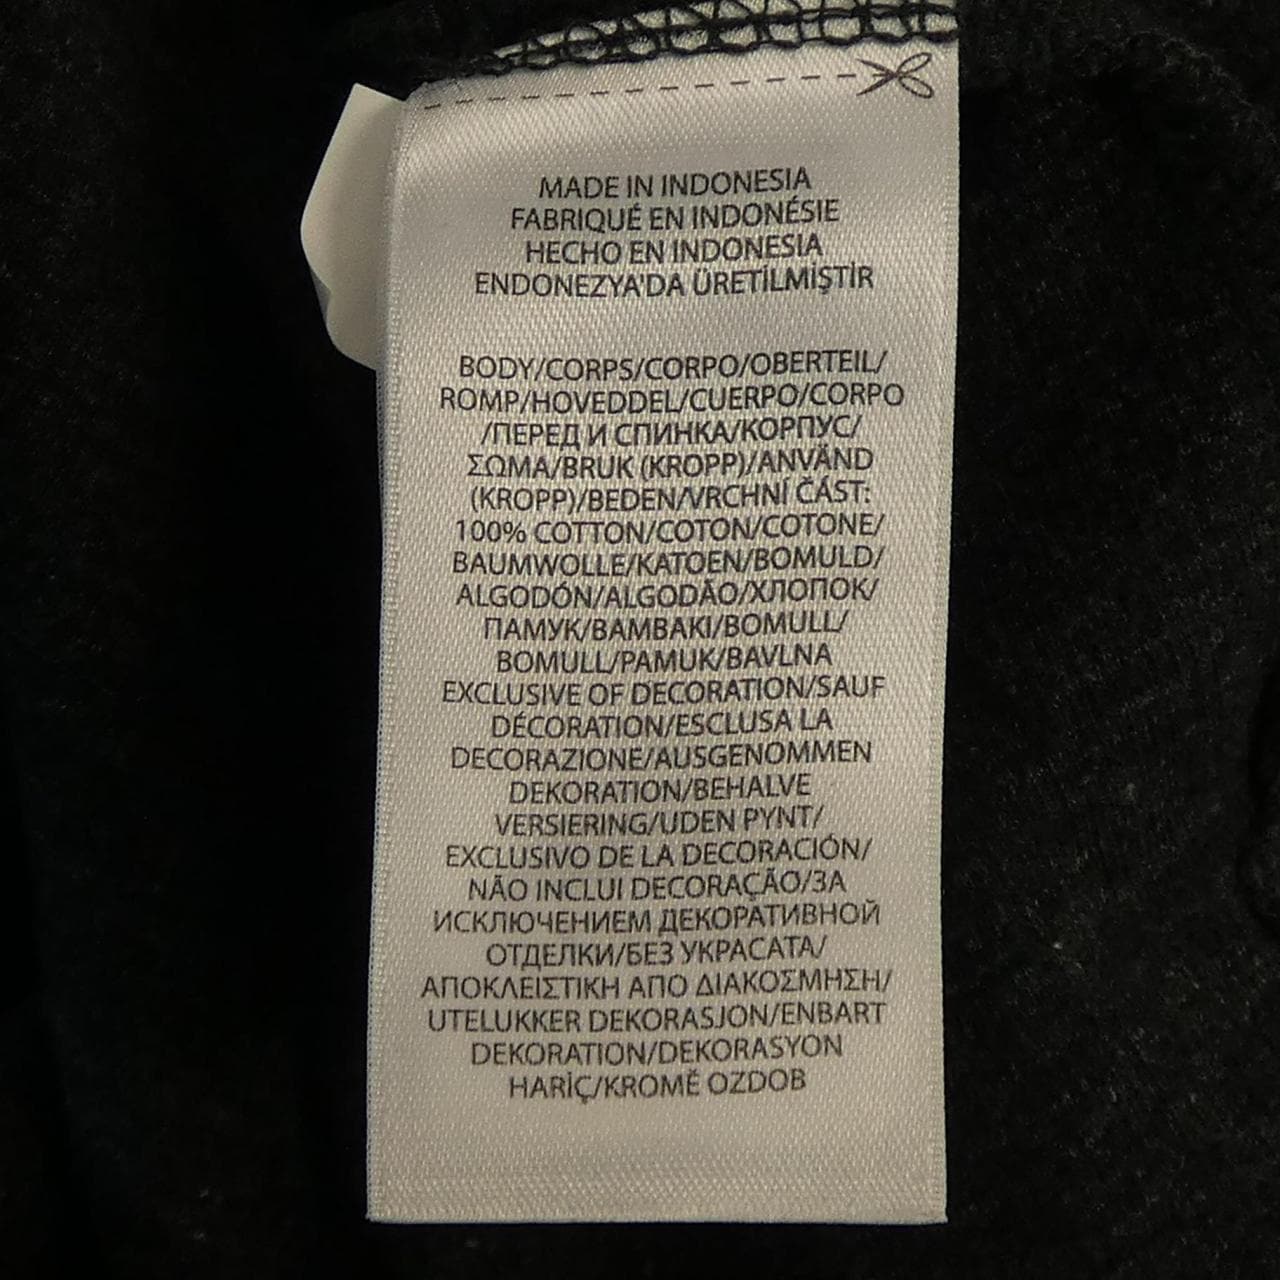 MADE IN INDONESIA
FABRIQUÉ EN INDONÉSIE
HECHO EN INDONESIA
ENDONEZYA'DA ÜRETİLMİŞTİR
BODY/CORPS/CORPO/OBERTEIL/
ROMP/HOVEDDEL/CUERPO/CORPO
/ПЕРЕД И СПИНКА/КОРПУС/
ΣΩΜΑ/BRUK (KROPP)/ANVÄND
(KROPP)/BEDEN/VRCHNÍ ČÁST:
100% COTTON/COTON/COTONE/
BAUMWOLLE/KATOEN/BOMULD/
ALGODÓN/ALGODÃO/ХЛОПОК/
ПАМУК/BAMBAKI/BOMULL/
BOMULL/PAMUK/BAVLNA
EXCLUSIVE OF DECORATION/SAUF
DÉCORATION/ESCLUSA LA
DECORAZIONE/AUSGENOMMEN
DEKORATION/BEHALVE
VERSIERING/UDEN PYNT/
EXCLUSIVO DE LA DECORACIÓN/
NÃO INCLUI DECORAÇÃO/ЗА
ИСКЛЮЧЕНИЕМ ДЕКОРАТИВНОЙ
ОТДЕЛКИ/БЕЗ УКРАСАТА/
ΑΠΟΚΛΕΙΣΤΙΚΗ ΑΠΟ ΔΙΑΚΟΣΜΗΣΗ/
UTELUKKER DEKORASJON/ENBART
DEKORATION/DEKORASYON
HARİÇ/KROMĚ OZDOB